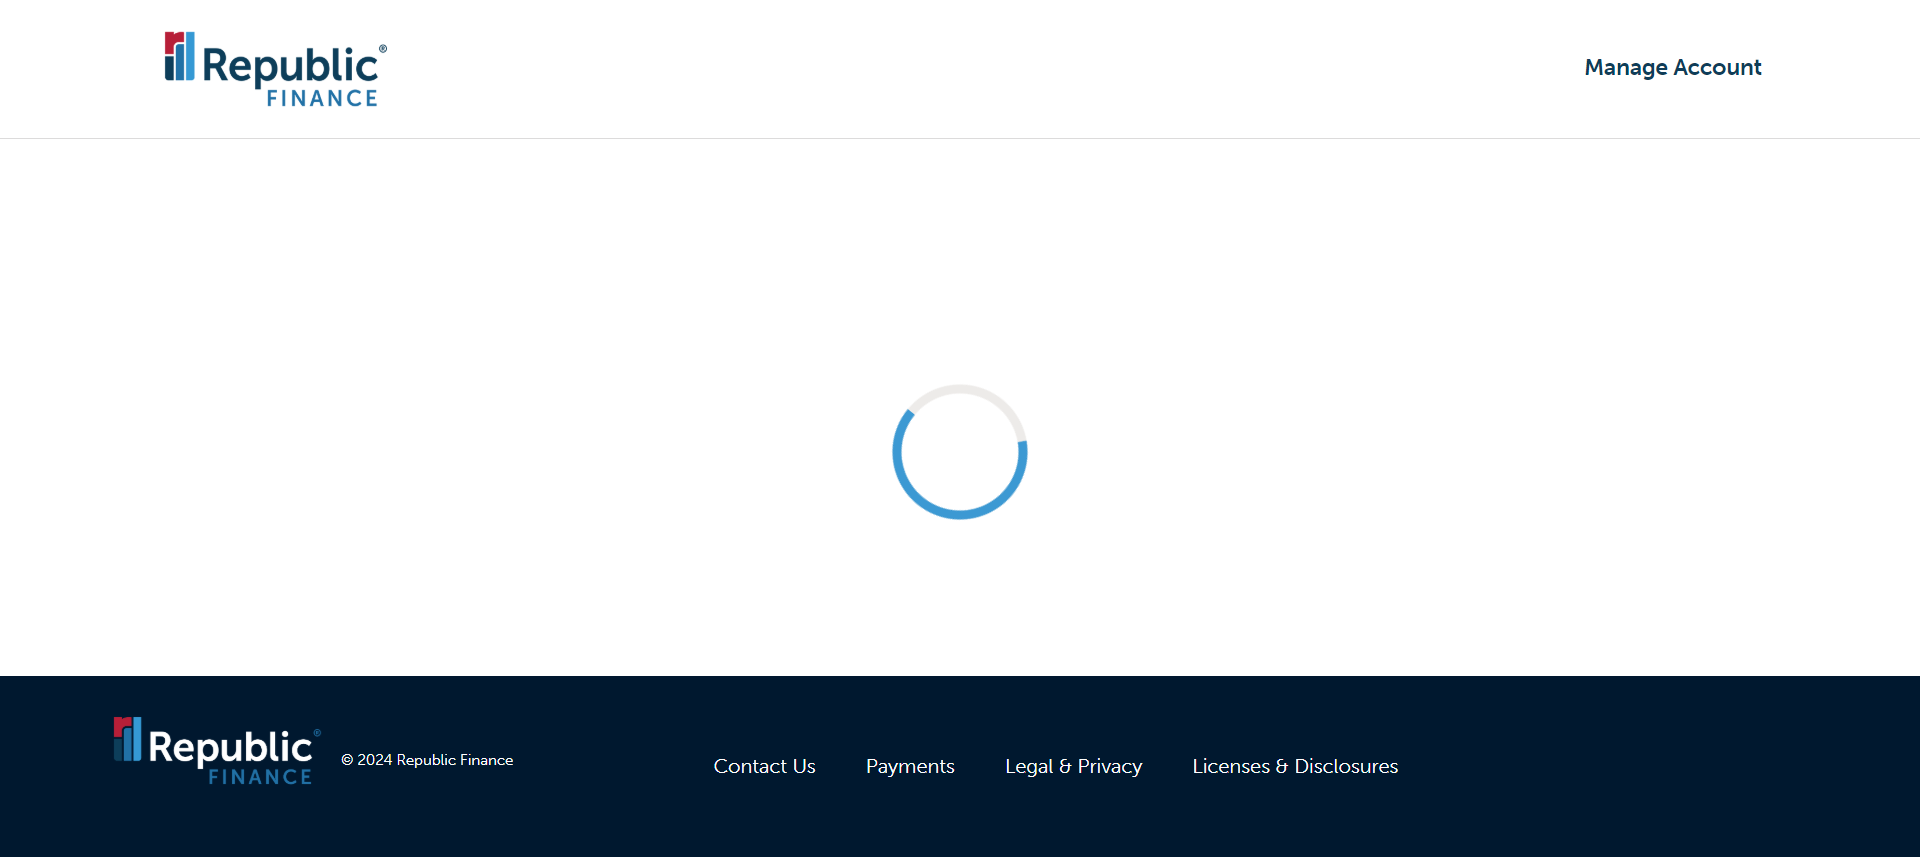 Republic®
FINANCE
Manage Account
Republic®
FINANCE
© 2024 Republic Finance
Contact Us
Payments
Legal & Privacy
Licenses & Disclosures